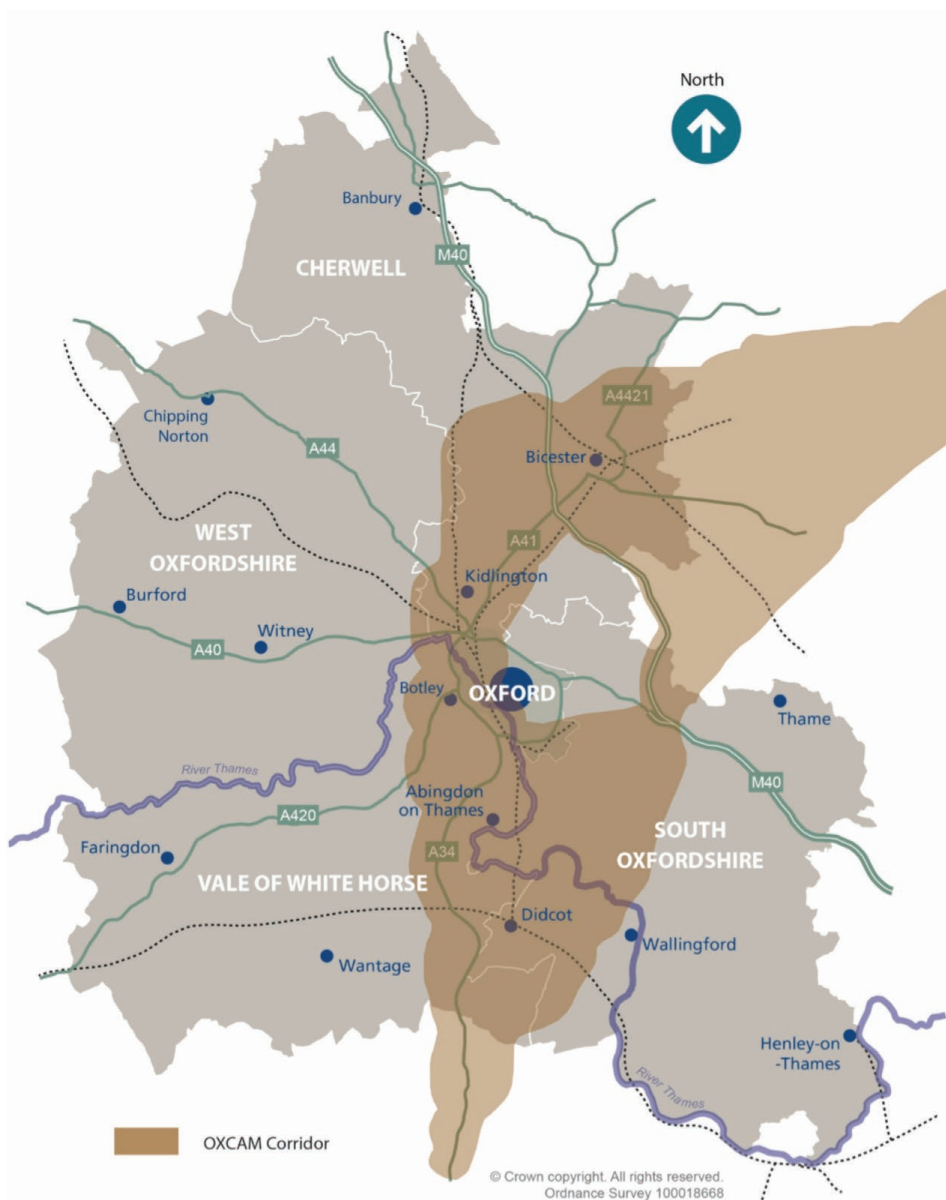 North
Banbury
CHERWELL
M40
A4421
Chipping
Norton
A44
Bicester
WEST
OXFORDSHIRE
A41
Kidlington
Burford
Witney
A40
Botley
OXFORD
Thame
River Thames
M40
Abingdon
on Thames
A420
SOUTH
OXFORDSHIRE
Faringdon
A34
VALE OF WHITE HORSE
Didcot
Wallingford
Wantage
Henley-on
-Thames
River Thames
OXCAM Corridor
© Crown copyright. All rights reserved.
Ordnance Survey 100018668